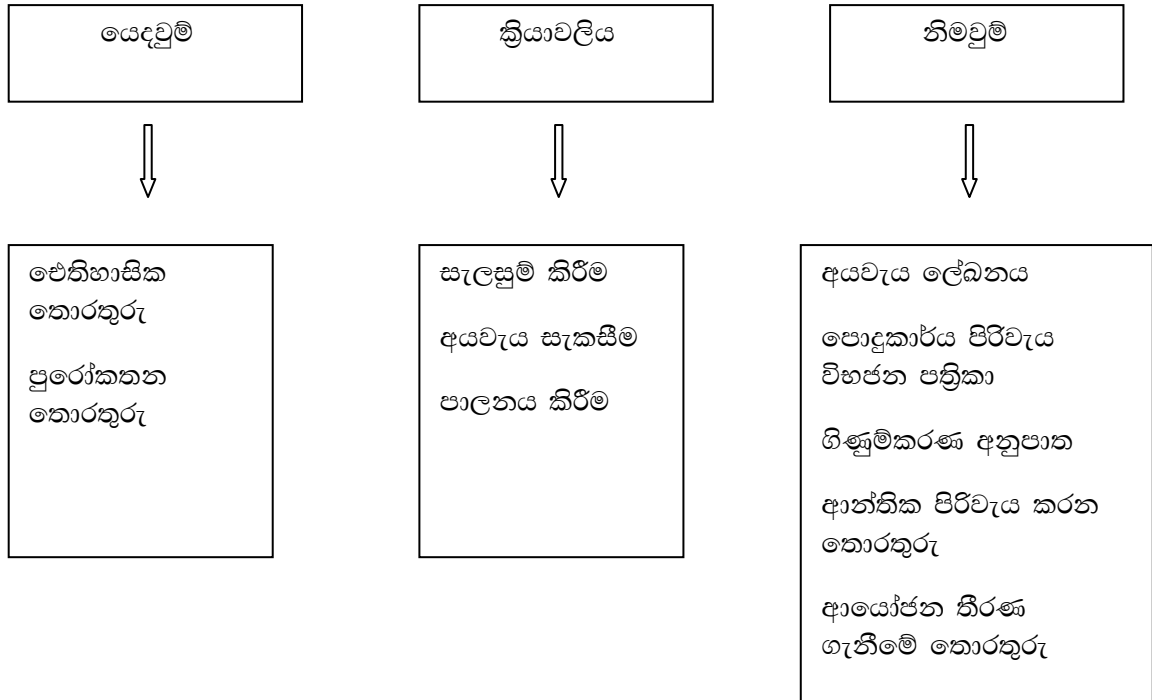 යෙදවුම්
ක්‍රියාවලිය
නිමවුම්
ඓතිහාසික
තොරතුරු
පුරෝකතන
තොරතුරු
සැලසුම් කිරීම
අයවැය සැකසීම
පාලනය කිරීම
අයවැය ලේඛනය
පොදුකාර්ය පිරිවැය
විභජන පත්‍රිකා
ගිණුම්කරණ අනුපාත
ආන්තික පිරිවැය කරන
තොරතුරු
ආයෝජන තීරණ
ගැනීමේ තොරතුරු